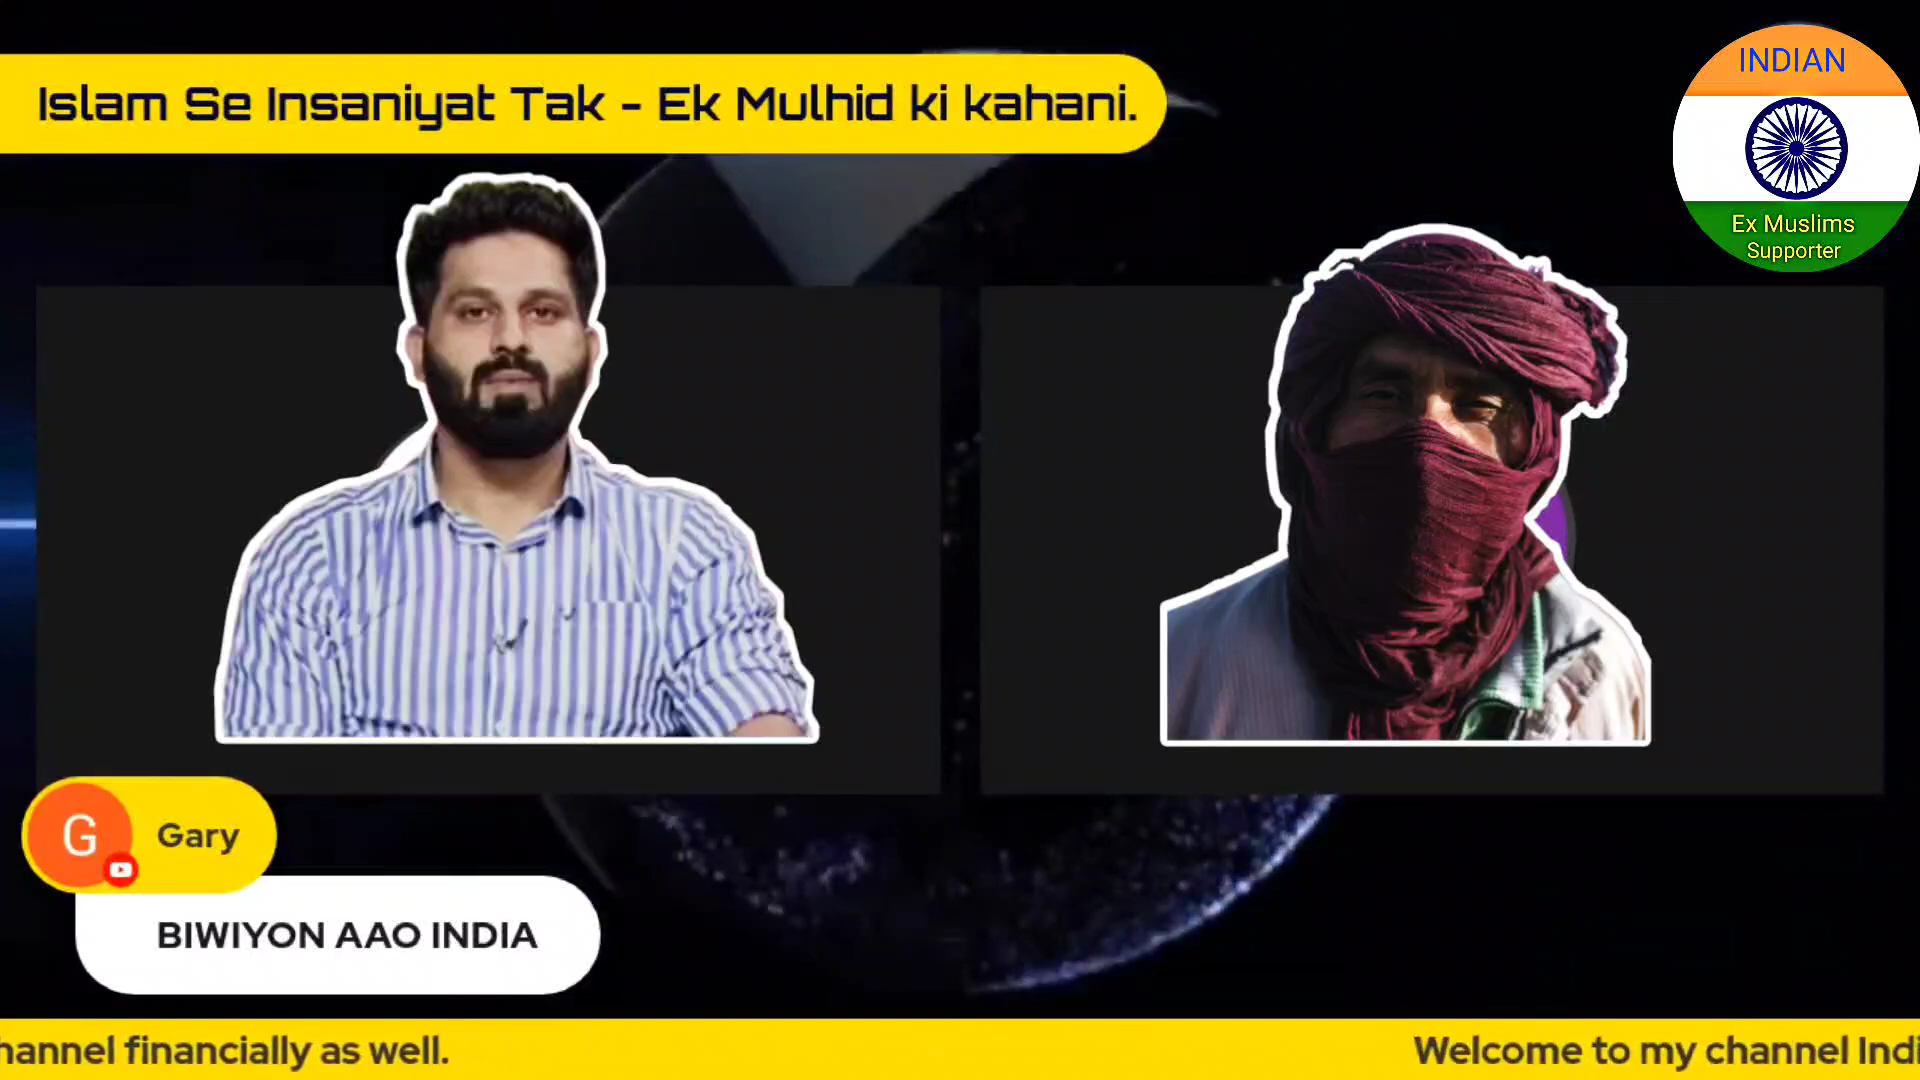 Islam Se Insaniyat Tak - Ek Mulhid ki kahani.
INDIAN
Ex Muslims
Supporter
G
Gary
BIWIYON AAO INDIA
hannel financially as well.
Welcome to my channel Indi